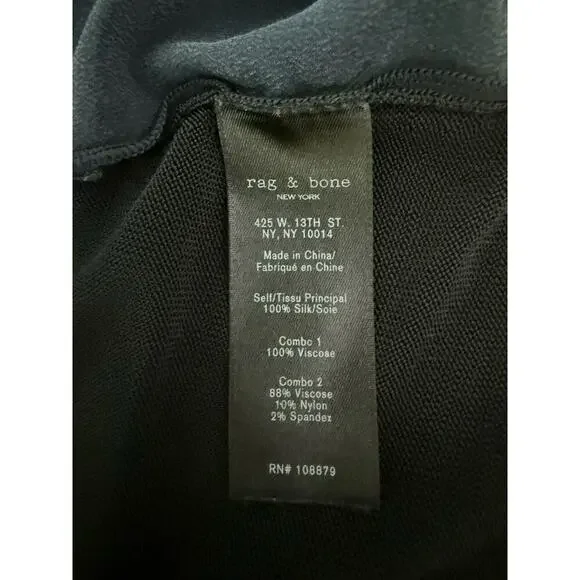 rag & bone
NEW YORK
425 W. 13TH ST.
NY, NY 10014
Made in China/
Fabriqué en Chine
Self/Tissu Principal
100% Silk/Soie
Combo 1
100% Viscose
Combo 2
88% Viscose
10% Nylon
2% Spandex
RN# 108879